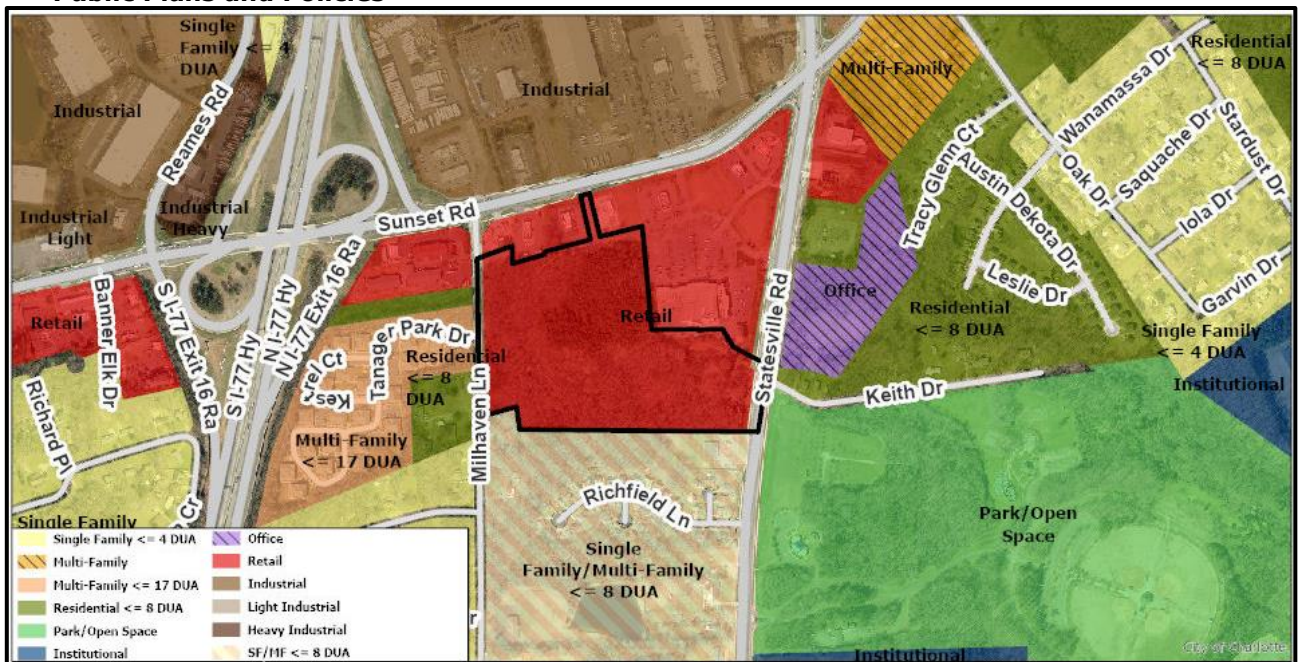 Public Plans and Policies
Single
Family <= 4
DUA
Industrial
Reames Rd
Industrial
Heavy
Industrial
Light
Industrial
Multi-Family
Residential
<= 8 DUA
Wanamassa Dr
Stardust Dr
Saquache Dr
Oak Dr
Iola Dr
Garvin Dr
Tracy Glenn Ct
Austin Dekota Dr
Leslie Dr
Sunset Rd
Statesville Rd
Office
Residential
<= 8 DUA
Single Family
<= 4 DUA
Institutional
Keith Dr
Retail
Banner Elk Dr
Richard Pl
S I-77 Exit 16 Ra
S I-77 Hy
N I-77 Hy
N I-77 Exit 16 Ra
Tanager Park Dr
Kestrel Ct
Residential
<= 8
DUA
Multi-Family
<= 17 DUA
Milhaven Ln
Retail
Richfield Ln
Single
Family/Multi-Family
<= 8 DUA
Park/Open
Space
Institutional
City of Charlotte
Single Family
Single Family <= 4 DUA
Multi-Family
Multi-Family <= 17 DUA
Residential <= 8 DUA
Park/Open Space
Institutional
Office
Retail
Industrial
Light Industrial
Heavy Industrial
SF/MF <= 8 DUA